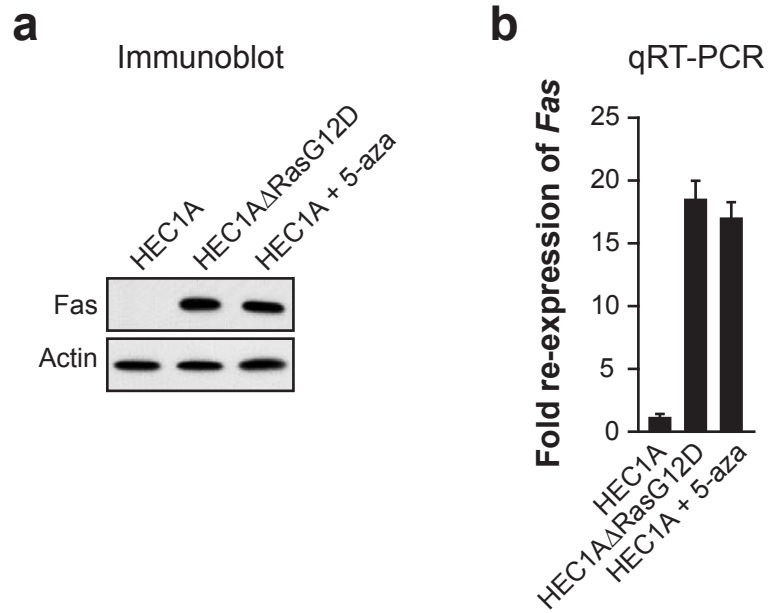 a
Immunoblot
HEC1A
HEC1AΔRasG12D
HEC1A + 5-aza
Fas
Actin
b
qRT-PCR
Fold re-expression of Fas
25
20
15
10
5
0
HEC1A
HEC1AΔRasG12D
HEC1A + 5-aza